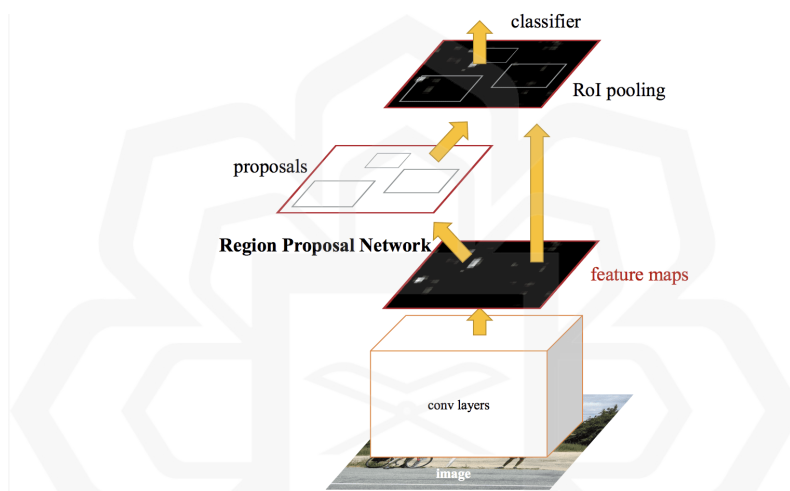 classifier
RoI pooling
proposals
Region Proposal Network
feature maps
conv layers
image